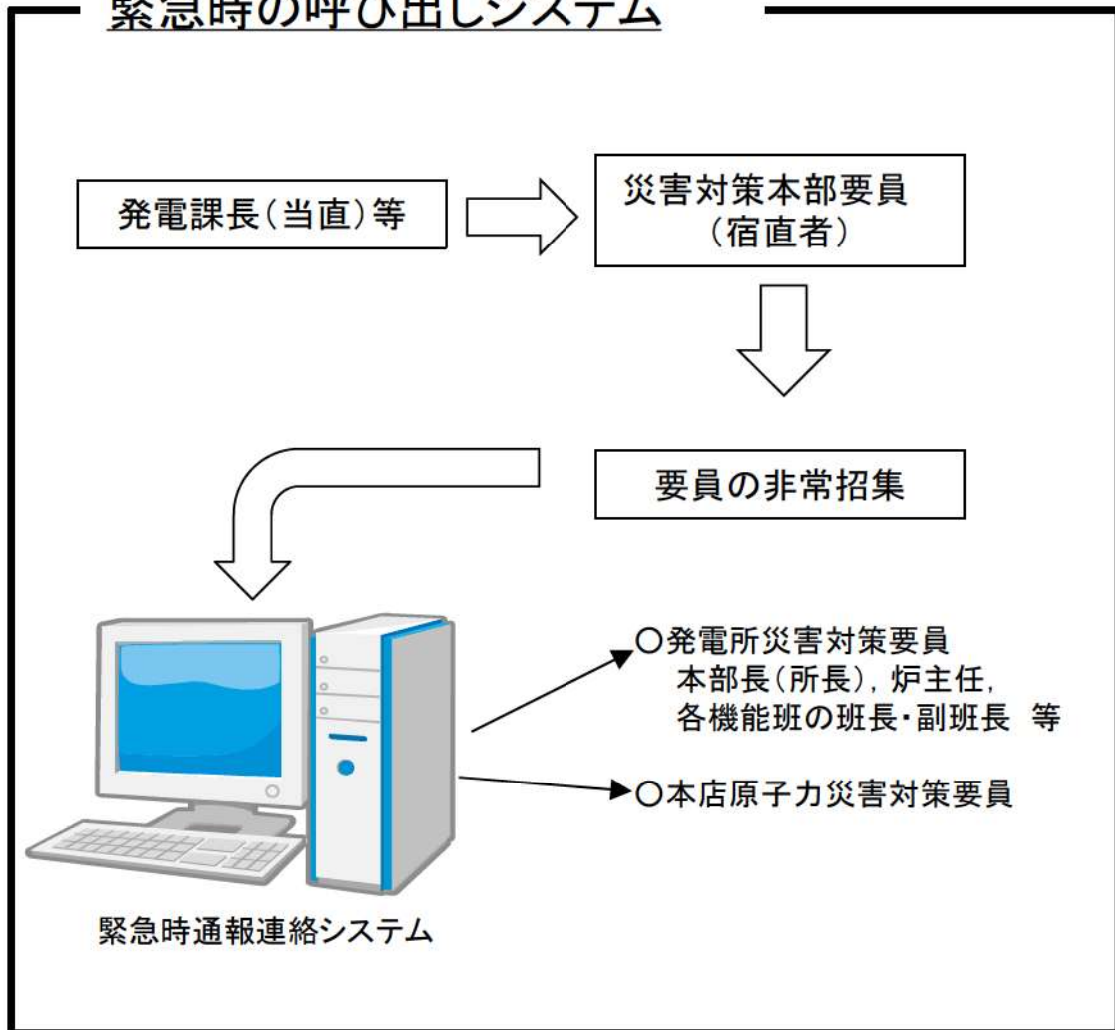 緊急時の呼び出しシステム
発電課長(当直)等
災害対策本部要員
(宿直者)
要員の非常招集
○発電所災害対策要員
本部長(所長),炉主任,
各機能班の班長・副班長 等
○本店原子力災害対策要員
緊急時通報連絡システム